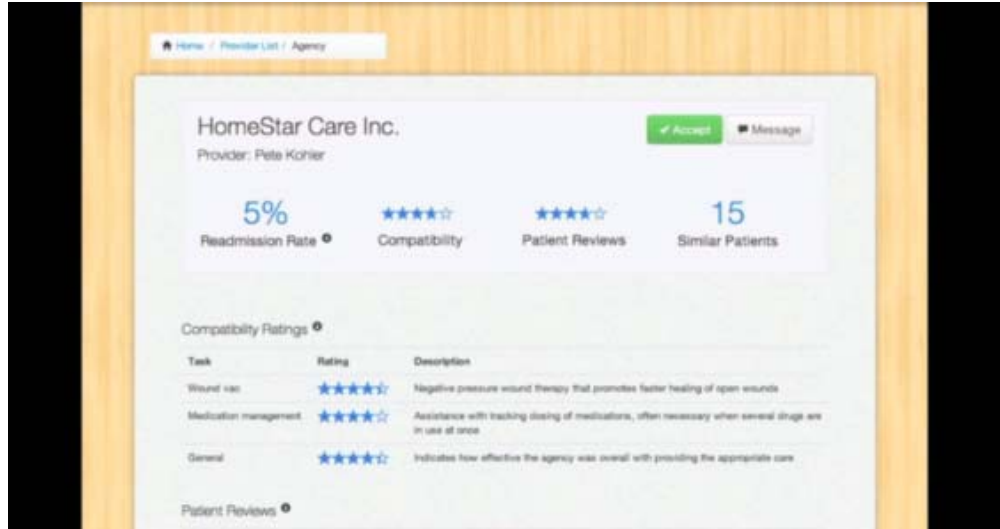 Home / Provider List / Agency
HomeStar Care Inc.
Accept
Message
Provider: Pete Kohler
5%
15
Readmission Rate
Compatibility
Patient Reviews
Similar Patients
Compatibility Ratings
Task Rating Description
Wound vac Negative pressure wound therapy that promotes faster healing of open wounds
Medication management Assistance with tracking dosing of medications, often necessary when several drugs are
in use at once
General Indicates how effective the agency was overall with providing the appropriate care
Patient Reviews